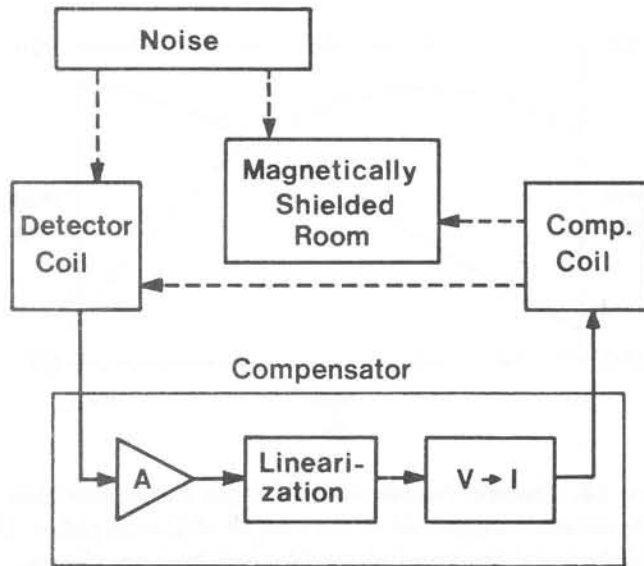 Noise
Magnetically
Shielded
Room
Detector
Coil
Comp.
Coil
Compensator
A
Lineari-
zation
V → I